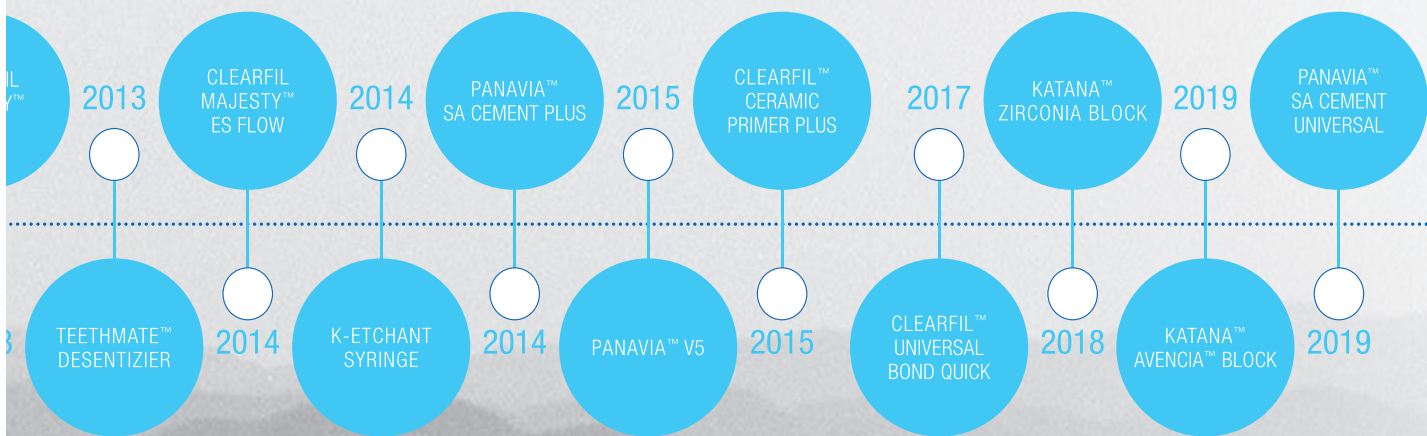 2013
TEETHMATE™
DESENTIZIER
CLEARFIL
MAJESTY™
ES FLOW
2014
2014
K-ETCHANT
SYRINGE
PANAVIA™
SA CEMENT PLUS
2014
2015
PANAVIA™ V5
CLEARFIL™
CERAMIC
PRIMER PLUS
2015
2017
CLEARFIL™
UNIVERSAL
BOND QUICK
KATANA™
ZIRCONIA BLOCK
2018
2019
KATANA™
AVENCIA™ BLOCK
PANAVIA™
SA CEMENT
UNIVERSAL
2019